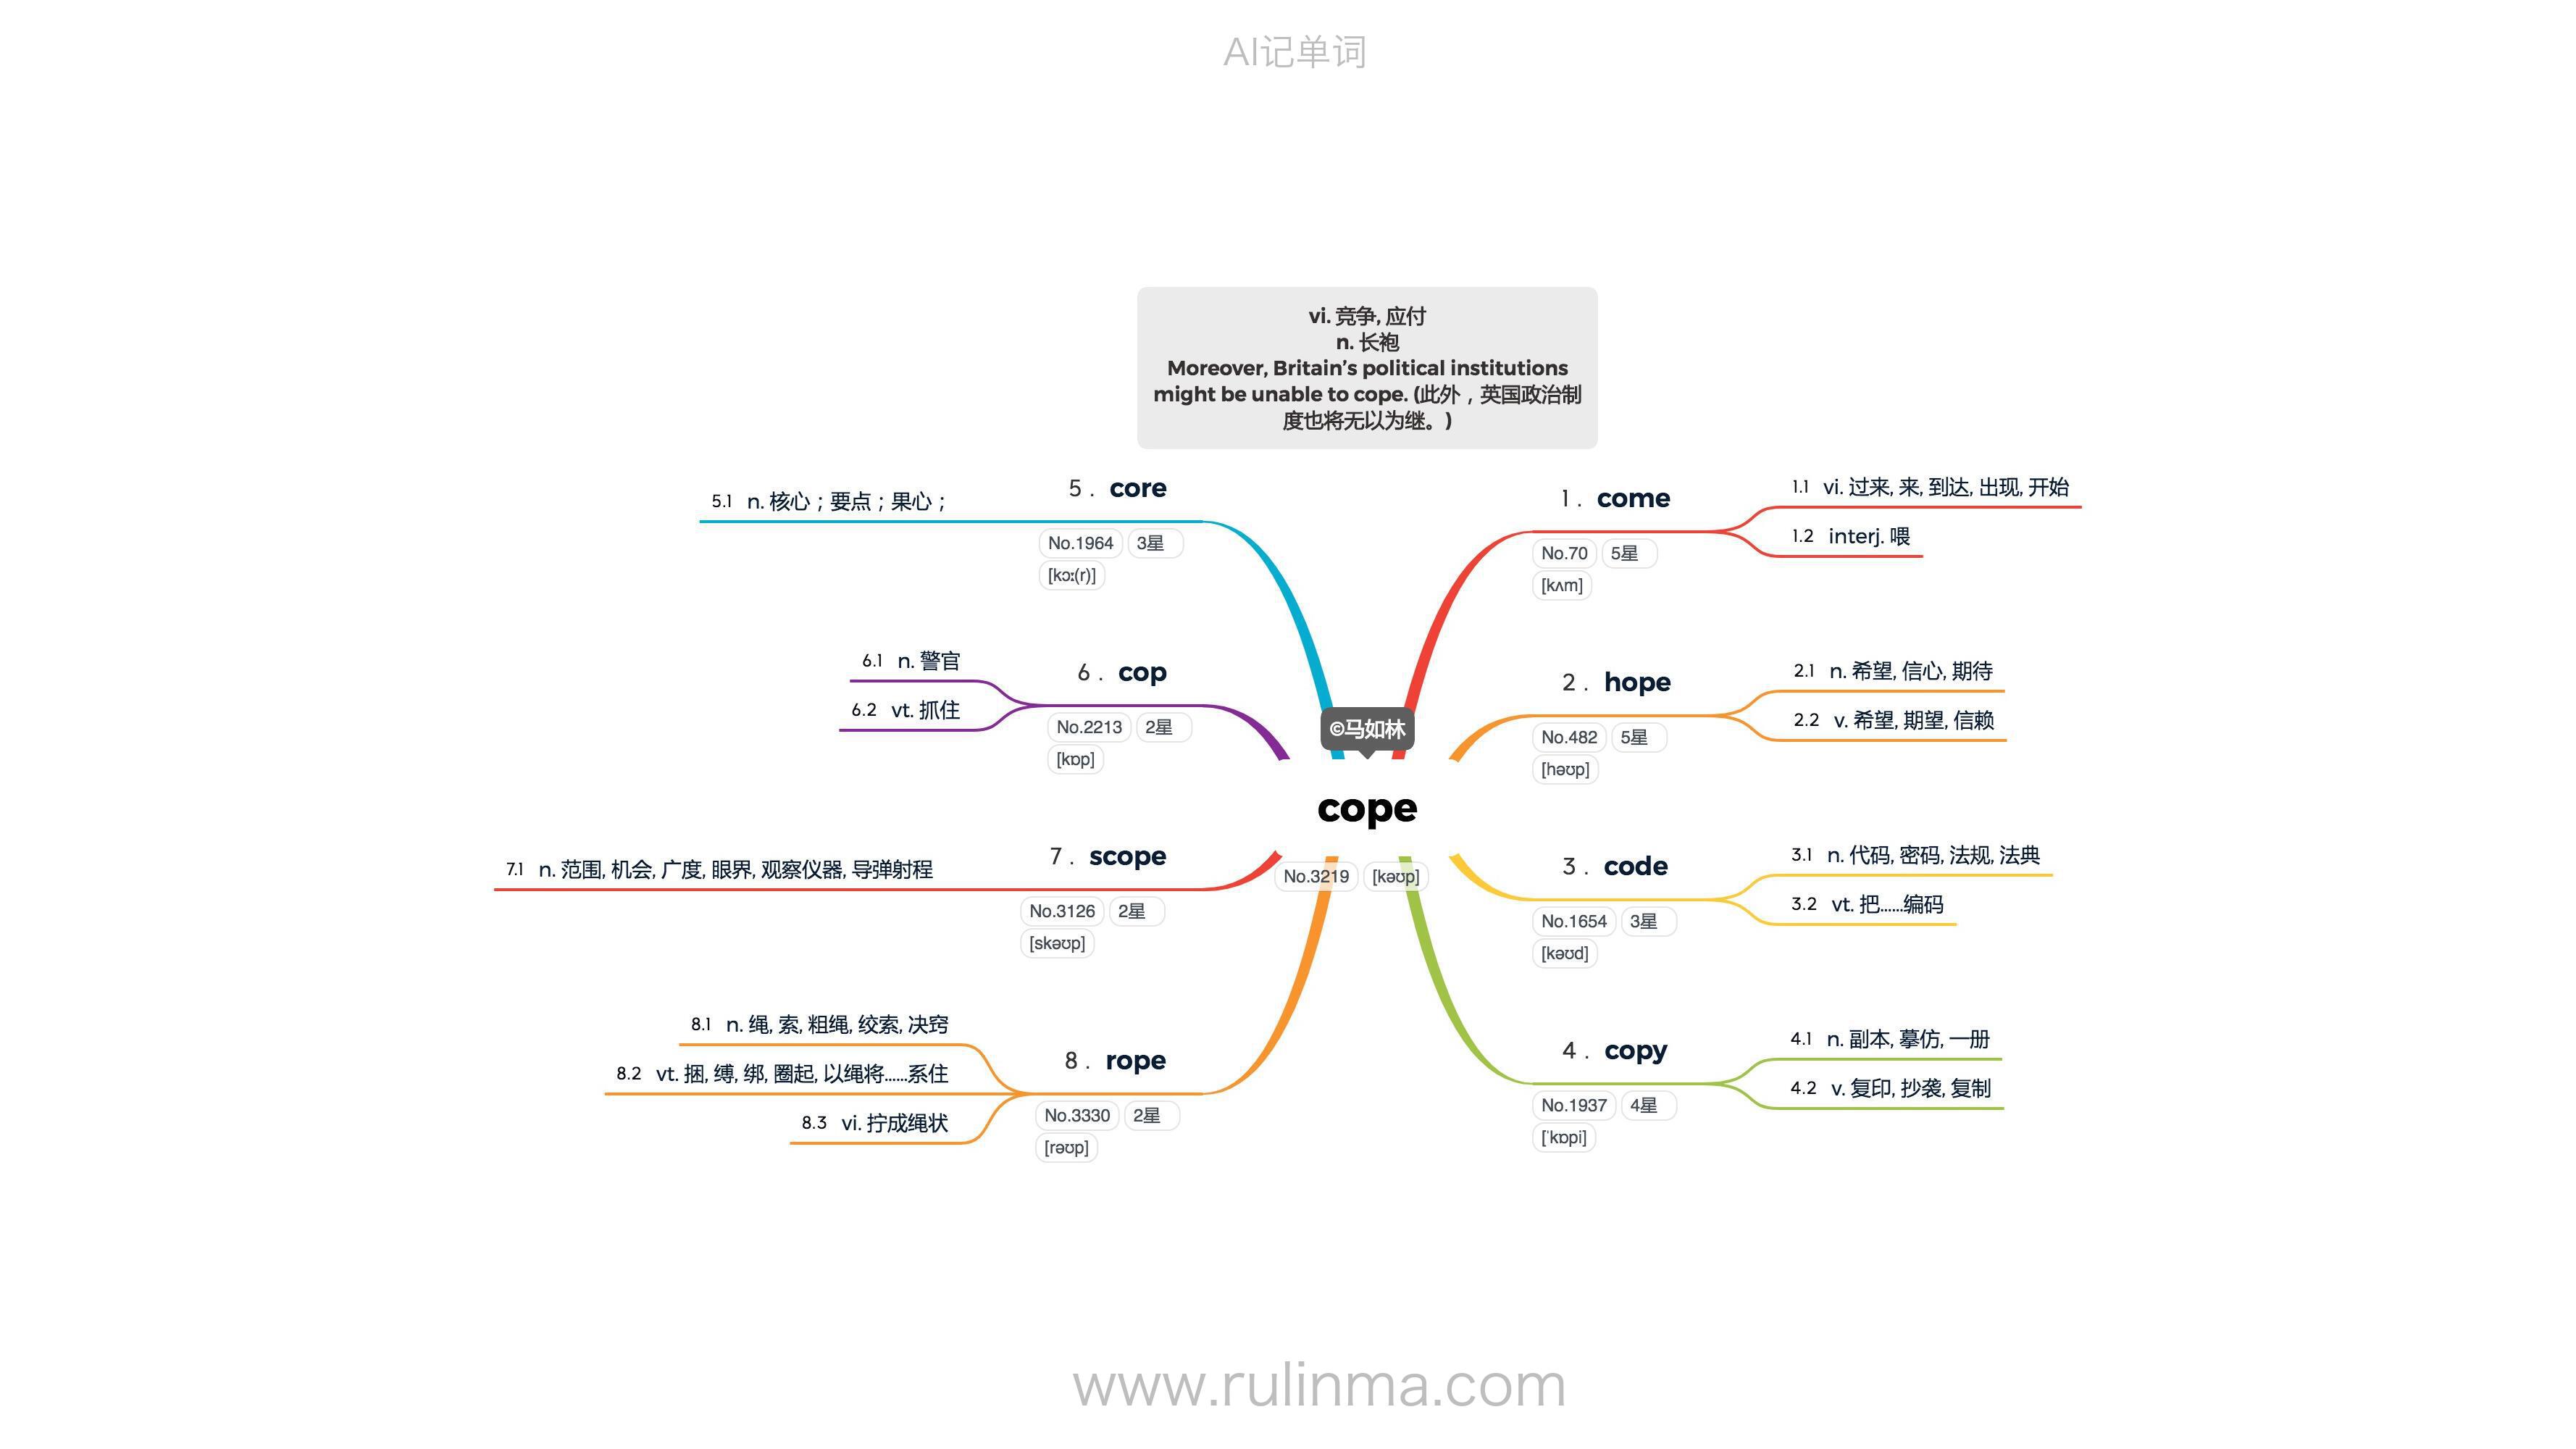 AI记单词
vi. 竞争, 应付
n. 长袍
Moreover, Britain’s political institutions
might be unable to cope. (此外，英国政治制
度也将无以为继。)
©马如林
cope
No.3219 [kəʊp]
1 . come
No.70 5星
[kʌm]
1.1 vi. 过来, 来, 到达, 出现, 开始
1.2 interj. 喂
2 . hope
No.482 5星
[həʊp]
2.1 n. 希望, 信心, 期待
2.2 v. 希望, 期望, 信赖
3 . code
No.1654 3星
[kəʊd]
3.1 n. 代码, 密码, 法规, 法典
3.2 vt. 把......编码
4 . copy
No.1937 4星
[ˈkɒpi]
4.1 n. 副本, 摹仿, 一册
4.2 v. 复印, 抄袭, 复制
5 . core
No.1964 3星
[kɔː(r)]
5.1 n. 核心；要点；果心；
6 . cop
No.2213 2星
[kɒp]
6.1 n. 警官
6.2 vt. 抓住
7 . scope
No.3126 2星
[skəʊp]
7.1 n. 范围, 机会, 广度, 眼界, 观察仪器, 导弹射程
8 . rope
No.3330 2星
[rəʊp]
8.1 n. 绳, 索, 粗绳, 绞索, 决窍
8.2 vt. 捆, 缚, 绑, 圈起, 以绳将......系住
8.3 vi. 拧成绳状
www.rulinma.com